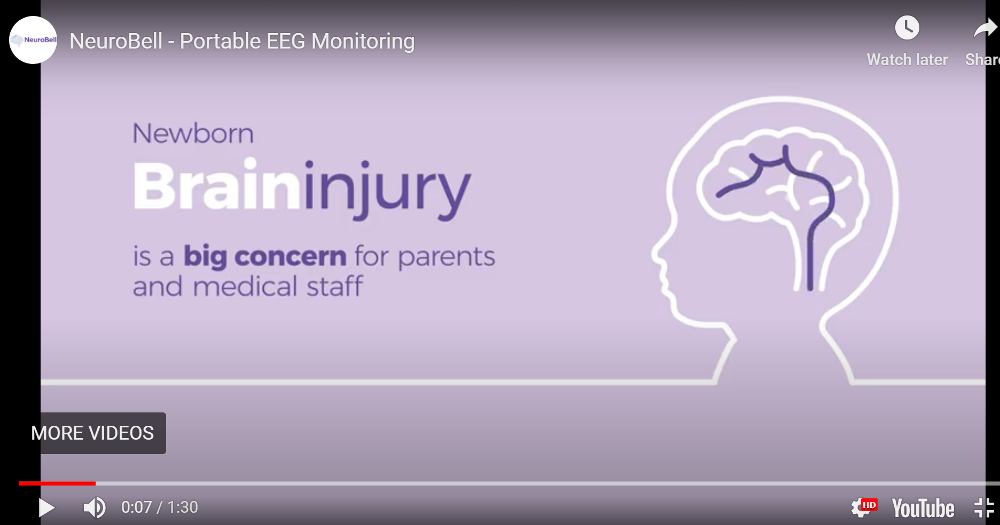 NeuroBell
NeuroBell - Portable EEG Monitoring
Watch later
Share
Newborn
Braininjury
is a big concern for parents
and medical staff
MORE VIDEOS
0:07 / 1:30
HD
YouTube